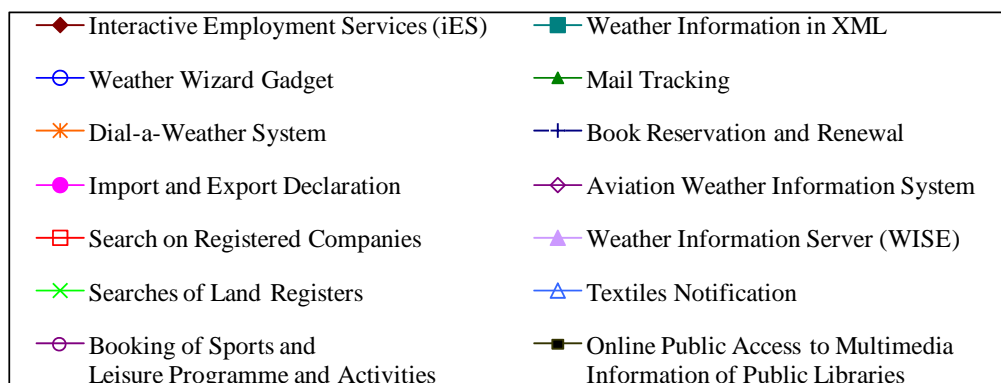 Interactive Employment Services (iES)
Weather Information in XML
Weather Wizard Gadget
Mail Tracking
Dial-a-Weather System
Book Reservation and Renewal
Import and Export Declaration
Aviation Weather Information System
Search on Registered Companies
Weather Information Server (WISE)
Searches of Land Registers
Textiles Notification
Booking of Sports and
Leisure Programme and Activities
Online Public Access to Multimedia
Information of Public Libraries